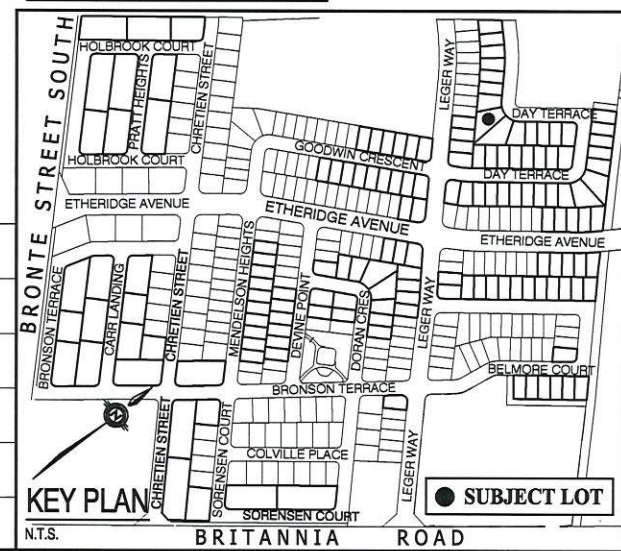 HOLBROOK COURT
BRONTE STREET SOUTH
PRATT HEIGHTS
CHRETIEN STREET
HOLBROOK COURT
LEGER WAY
DAY TERRACE
GOODWIN CRESCENT
DAY TERRACE
ETHERIDGE AVENUE
ETHERIDGE AVENUE
ETHERIDGE AVENUE
BRONSON TERRACE
CARR LANDING
CHRETIEN STREET
MENDELSON HEIGHTS
DEVINE POINT
DORAN CRES
LEGER WAY
BELMORE COURT
BRONSON TERRACE
N
CHRETIEN STREET
SORENSEN COURT
COLVILLE PLACE
LEGER WAY
KEY PLAN
SUBJECT LOT
SORENSEN COURT
N.T.S.
BRITANNIA ROAD